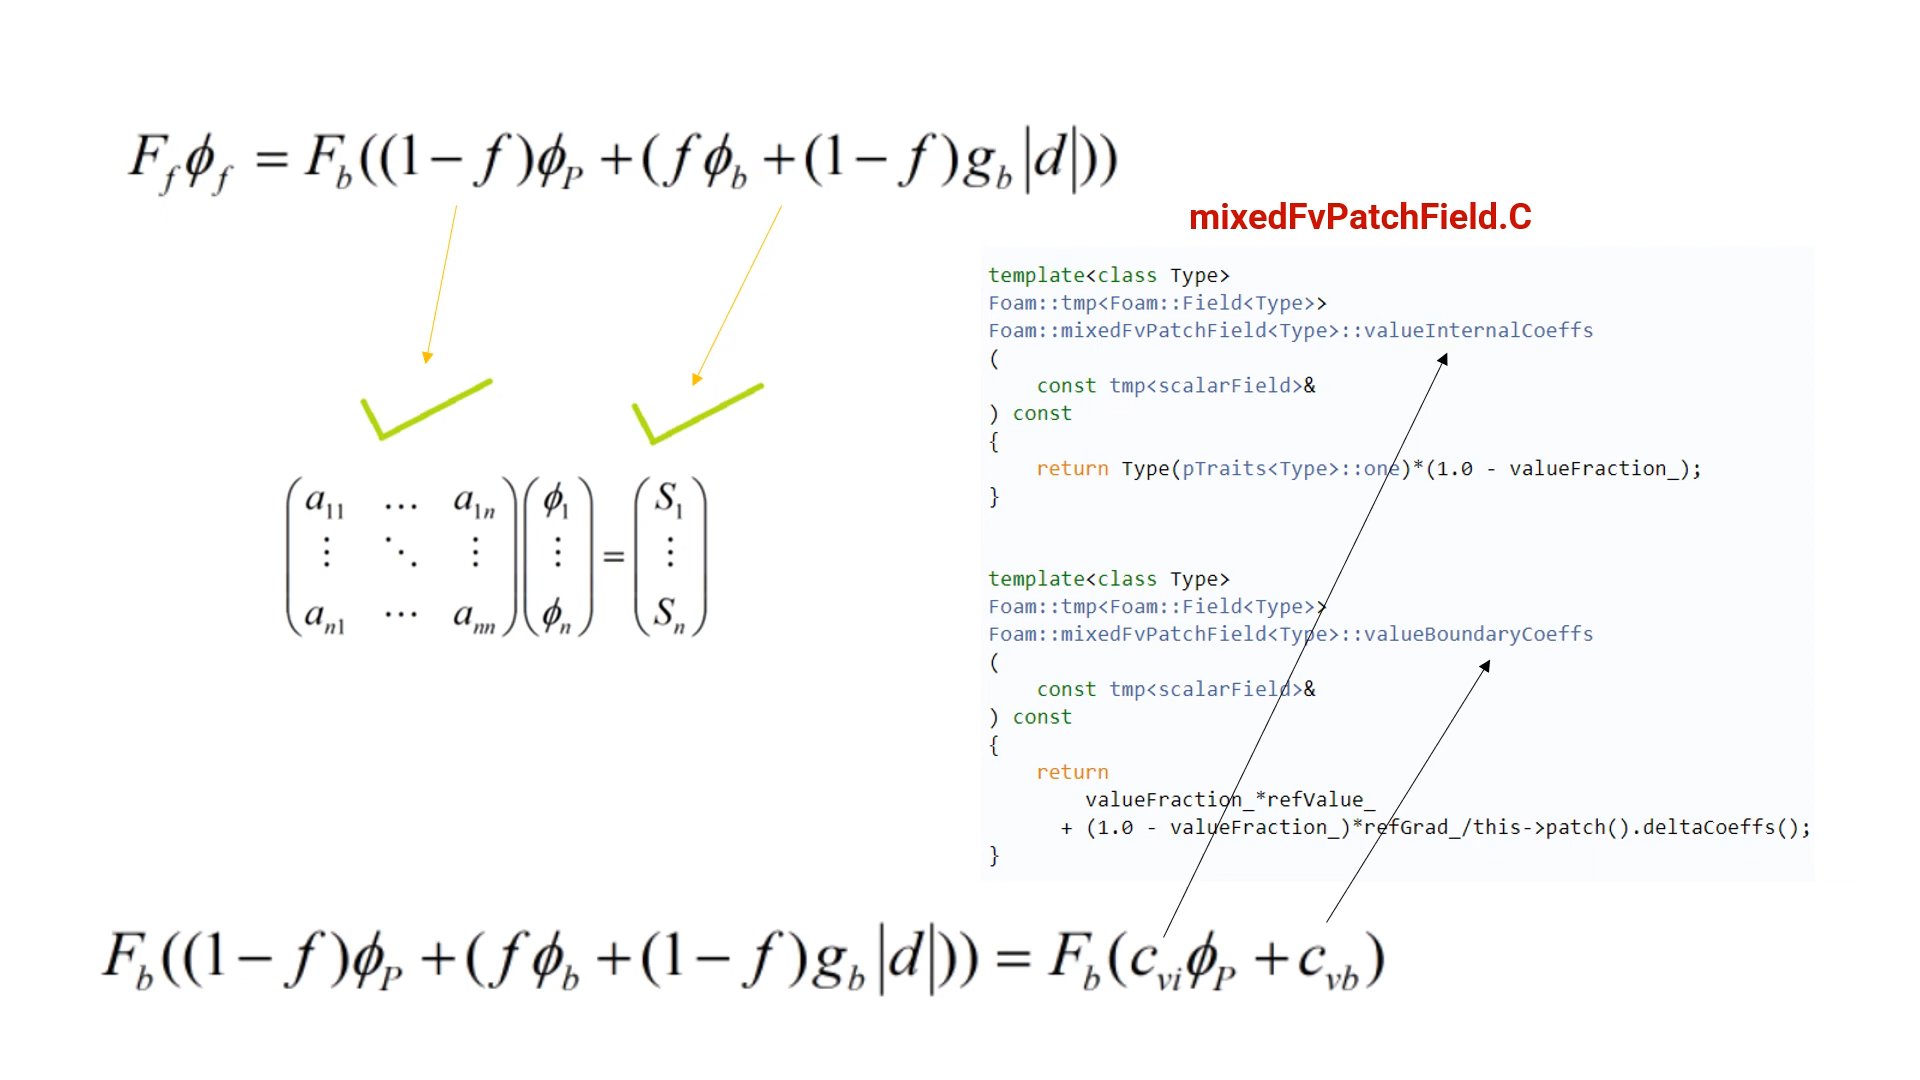 F_f ϕ_f = F_b((1 − f)ϕ_P + (fϕ_b + (1 − f)g_b|d|))
mixedFvPatchField.C
template<class Type>
Foam::tmp<Foam::Field<Type>>
Foam::mixedFvPatchField<Type>::valueInternalCoeffs
(
    const tmp<scalarField>&
) const
{
    return Type(pTraits<Type>::one)*(1.0 - valueFraction_);
}
template<class Type>
Foam::tmp<Foam::Field<Type>>
Foam::mixedFvPatchField<Type>::valueBoundaryCoeffs
(
    const tmp<scalarField>&
) const
{
    return
        valueFraction_*refValue_
      + (1.0 - valueFraction_)*refGrad_/this->patch().deltaCoeffs();
}
a_11 … a_1n ϕ_1 S_1
⋮ ⋱ ⋮ ⋮ = ⋮
a_n1 … a_nn ϕ_n S_n
F_b((1 − f)ϕ_P + (fϕ_b + (1 − f)g_b|d|)) = F_b(c_vi ϕ_P + c_vb)